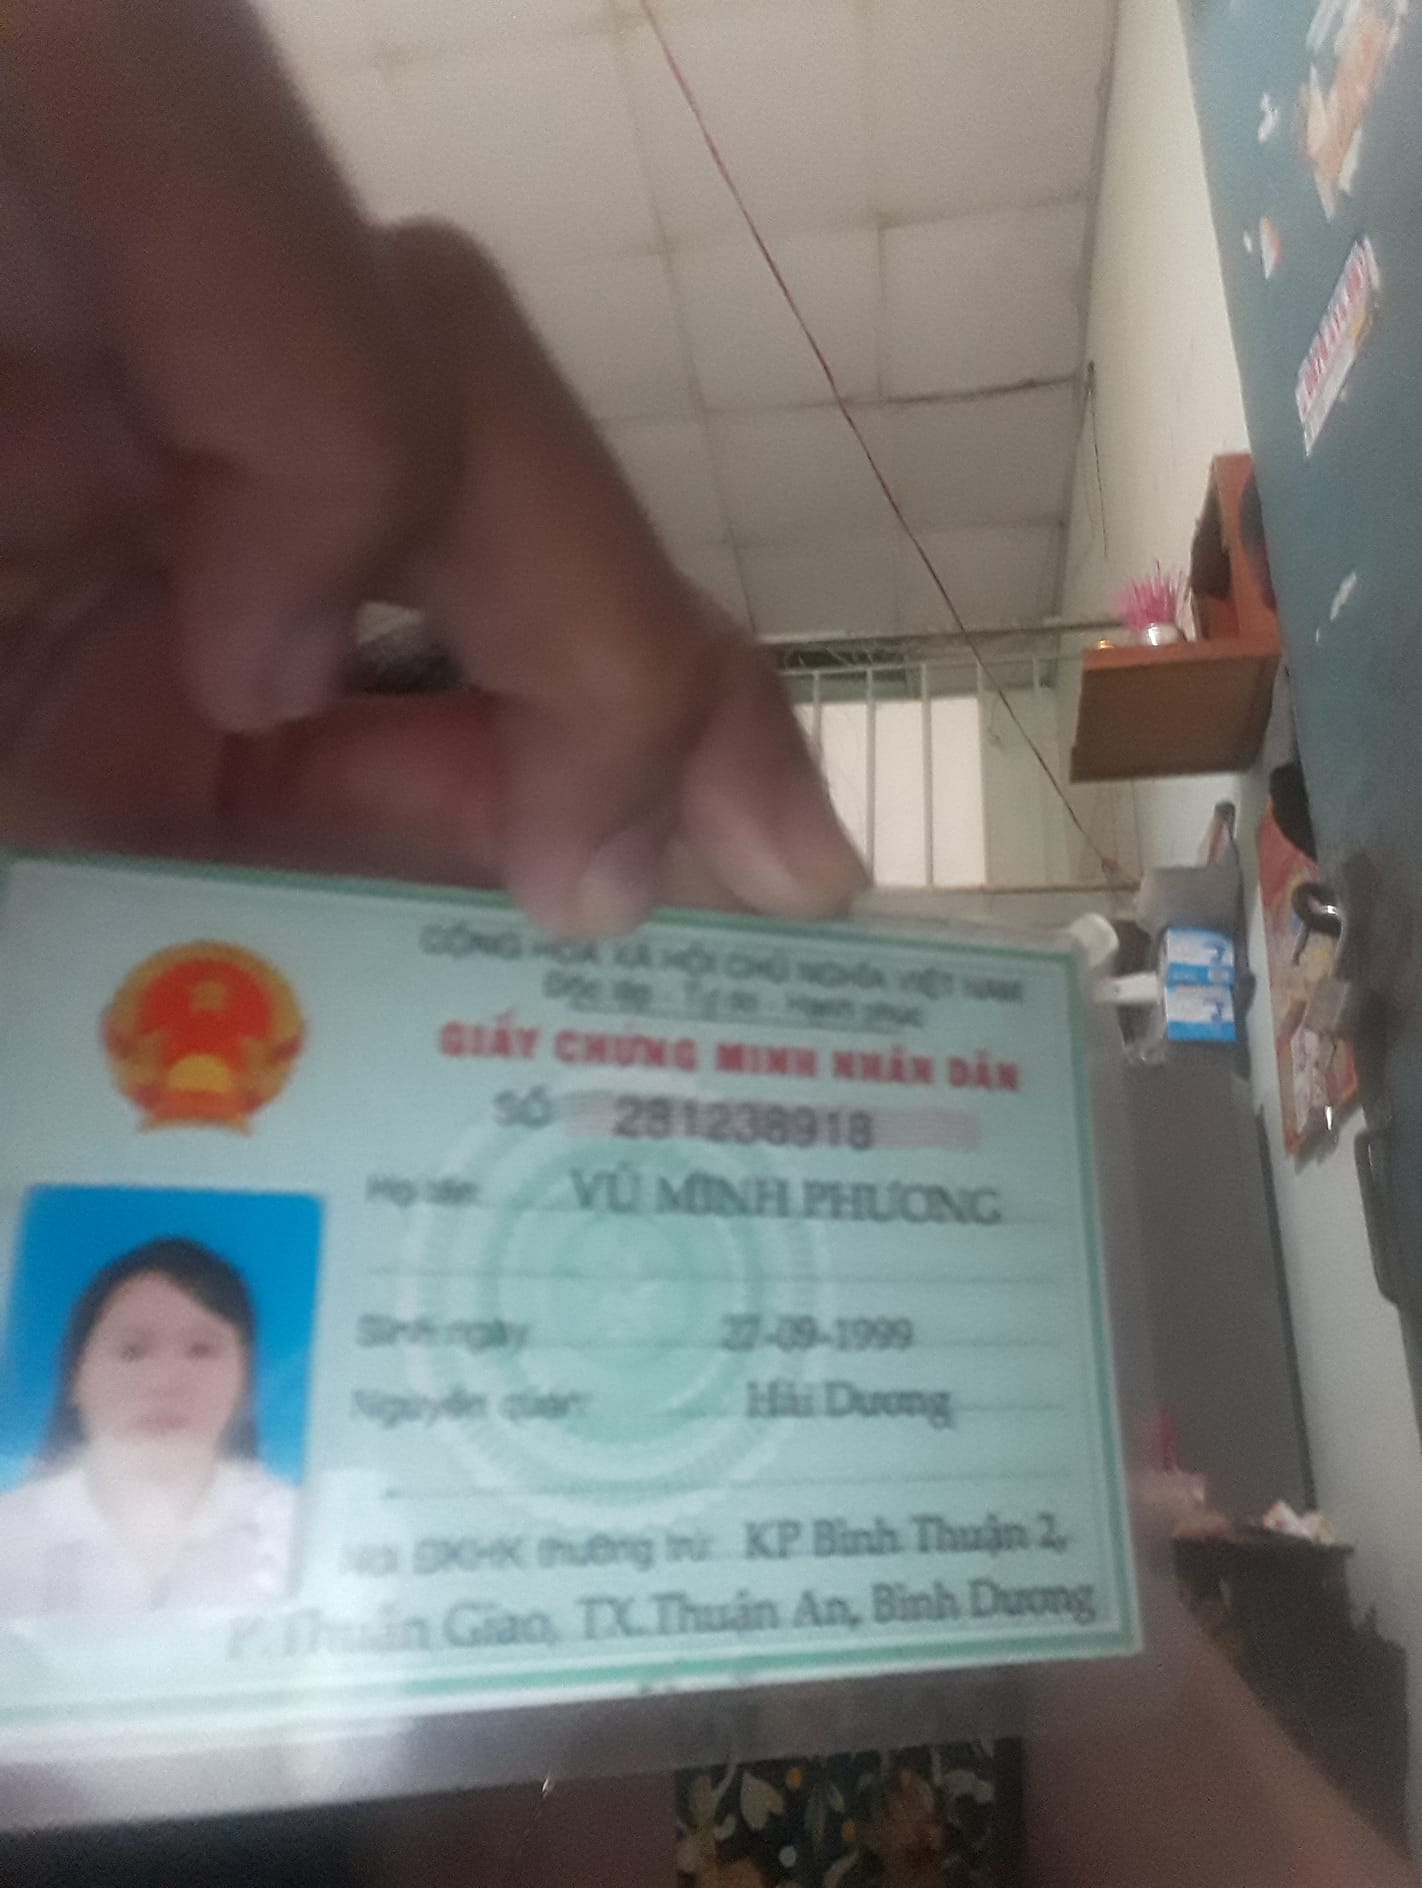 CỘNG HÒA XÃ HỘI CHỦ NGHĨA VIỆT NAM
Độc lập - Tự do - Hạnh phúc
GIẤY CHỨNG MINH NHÂN DÂN
SỐ 281238918
Họ tên: VŨ MINH PHƯƠNG
Sinh ngày 27-09-1999
Nguyên quán: Hải Dương
Nơi ĐKHK thường trú: KP Bình Thuận 2,
P.Thuận Giao, TX.Thuận An, Bình Dương